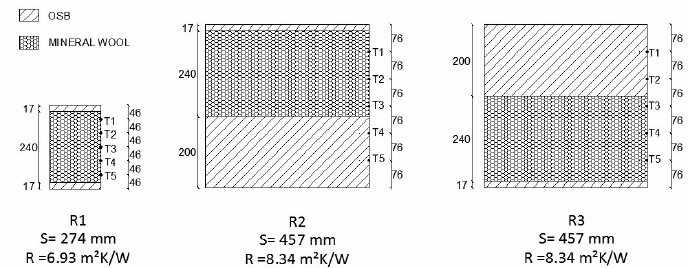 OSB
MINERAL WOOL
17
240
17
T1
T2
T3
T4
T5
46
46
46
46
46
46
R1
S= 274 mm
R =6.93 m²K/W
17
240
200
T1
T2
T3
T4
T5
76
76
76
76
76
76
R2
S= 457 mm
R =8.34 m²K/W
200
240
17
T1
T2
T3
T4
T5
76
76
76
76
76
76
R3
S= 457 mm
R =8.34 m²K/W